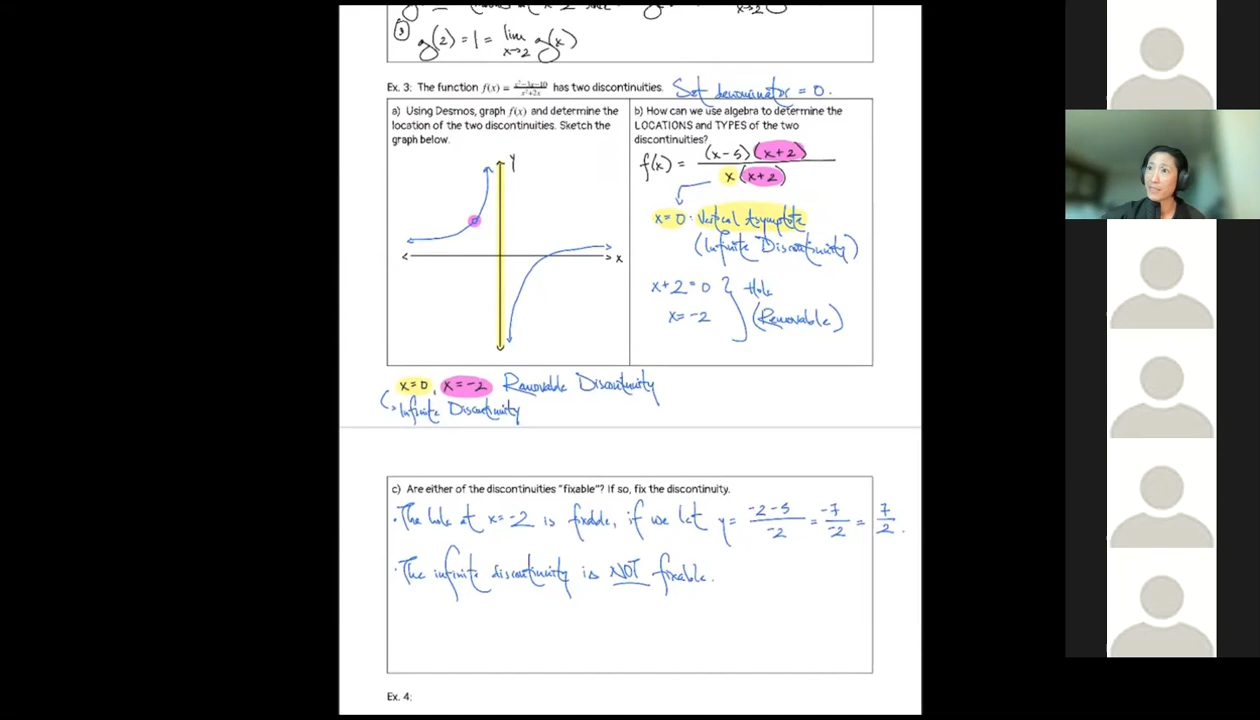 ③ g(2) = 1 = lim x→2 g(x)
Ex. 3: The function f(x) = (x²−3x−10)/(x²+2x) has two discontinuities. Set denominator = 0.
a) Using Desmos, graph f(x) and determine the
location of the two discontinuities. Sketch the
graph below.
y
x
b) How can we use algebra to determine the
LOCATIONS and TYPES of the two
discontinuities?
f(x) = (x-5)(x+2)
x(x+2)
x=0: Vertical Asymptote
(Infinite Discontinuity)
x+2=0 } Hole
x=-2 (Removable)
x=0, x=-2 Removable Discontinuity
↳ Infinite Discontinuity
c) Are either of the discontinuities "fixable"? If so, fix the discontinuity.
· The hole at x=-2 is fixable, if we let y = (-2-5)/(-2) = (-7)/(-2) = 7/2.
· The infinite discontinuity is NOT fixable.
Ex. 4: